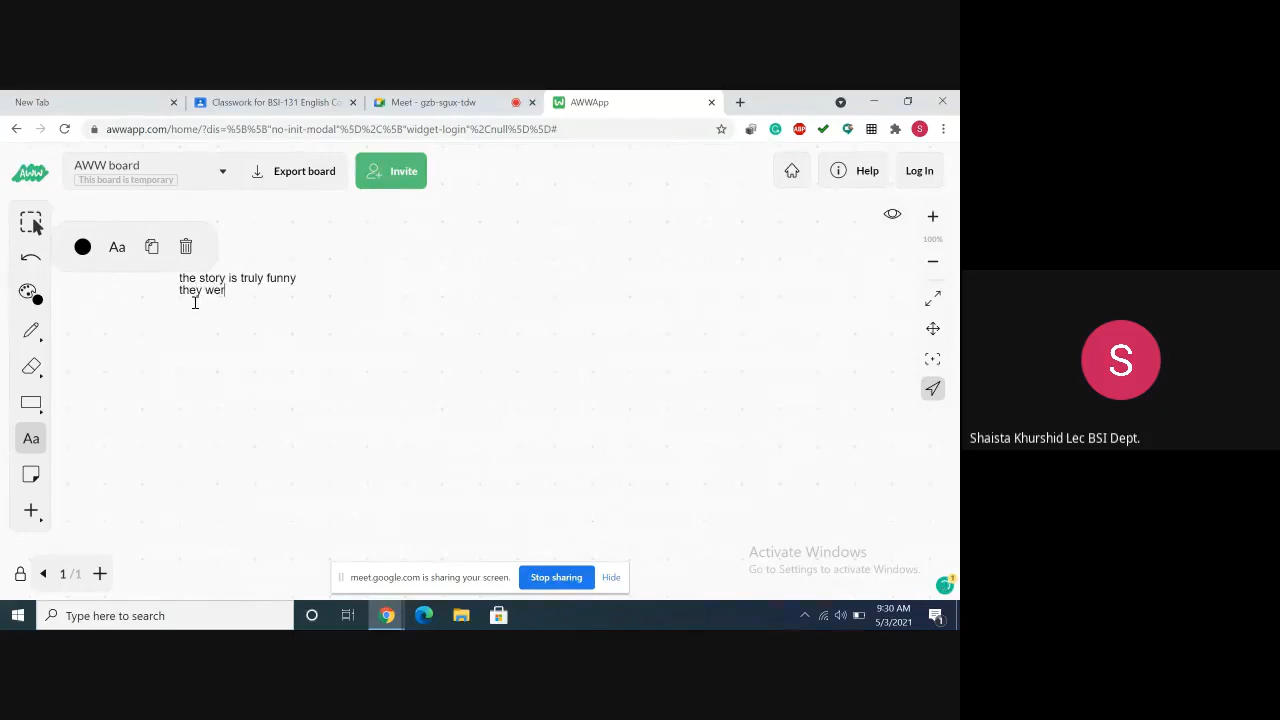 New Tab
Classwork for BSI-131 English Co
Meet - gzb-sgux-tdw
AWWApp
awwapp.com/home/?dis=%5B%5B"no-init-modal"%5D%2C%5B"widget-login"%2Cnull%5D%5D#
AWW
AWW board
This board is temporary
Export board
Invite
Help
Log In
Aa
100%
the story is truly funny
they wer
Aa
S
Shaista Khurshid Lec BSI Dept.
Activate Windows
Go to Settings to activate Windows.
1 /1
meet.google.com is sharing your screen.
Stop sharing
Hide
Type here to search
9:30 AM
5/3/2021